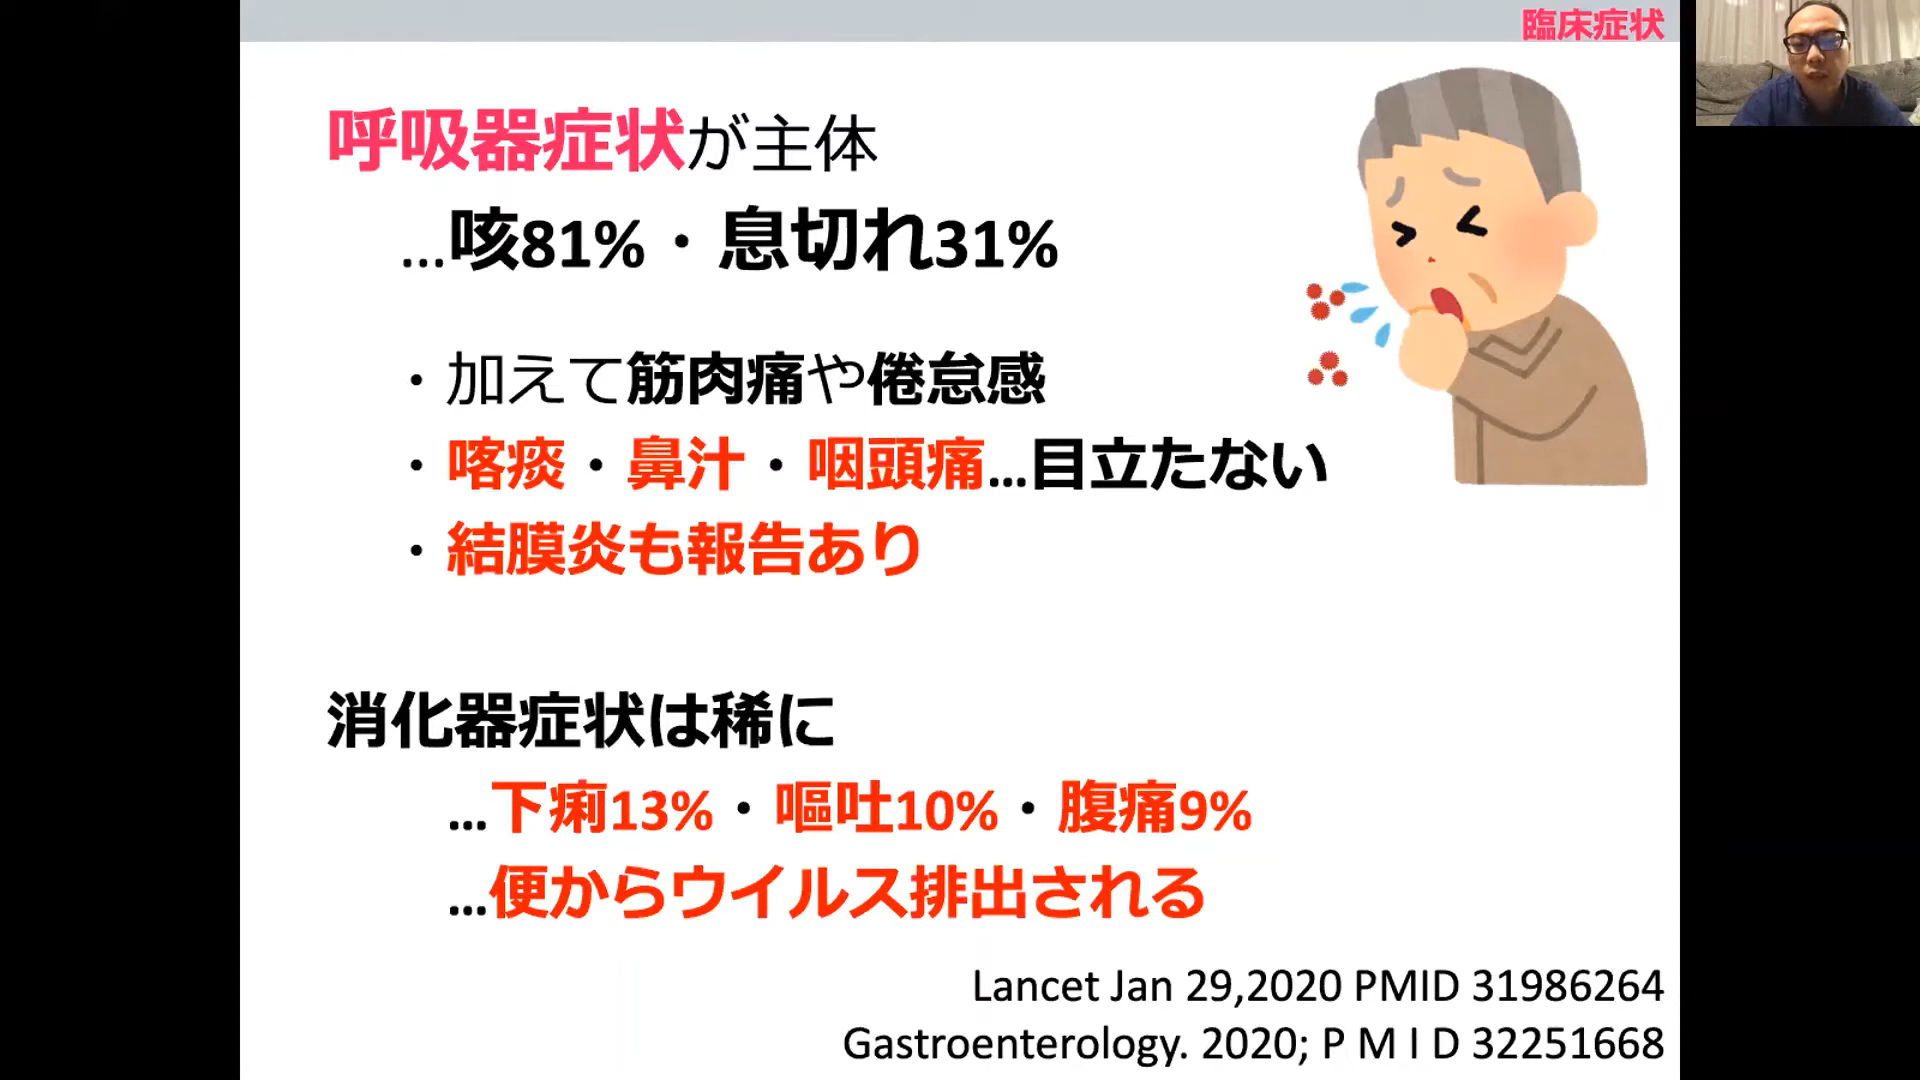 臨床症状
呼吸器症状が主体
...咳81%・息切れ31%
・加えて筋肉痛や倦怠感
・喀痰・鼻汁・咽頭痛...目立たない
・結膜炎も報告あり
消化器症状は稀に
...下痢13%・嘔吐10%・腹痛9%
...便からウイルス排出される
Lancet Jan 29,2020 PMID 31986264
Gastroenterology. 2020; P M I D 32251668